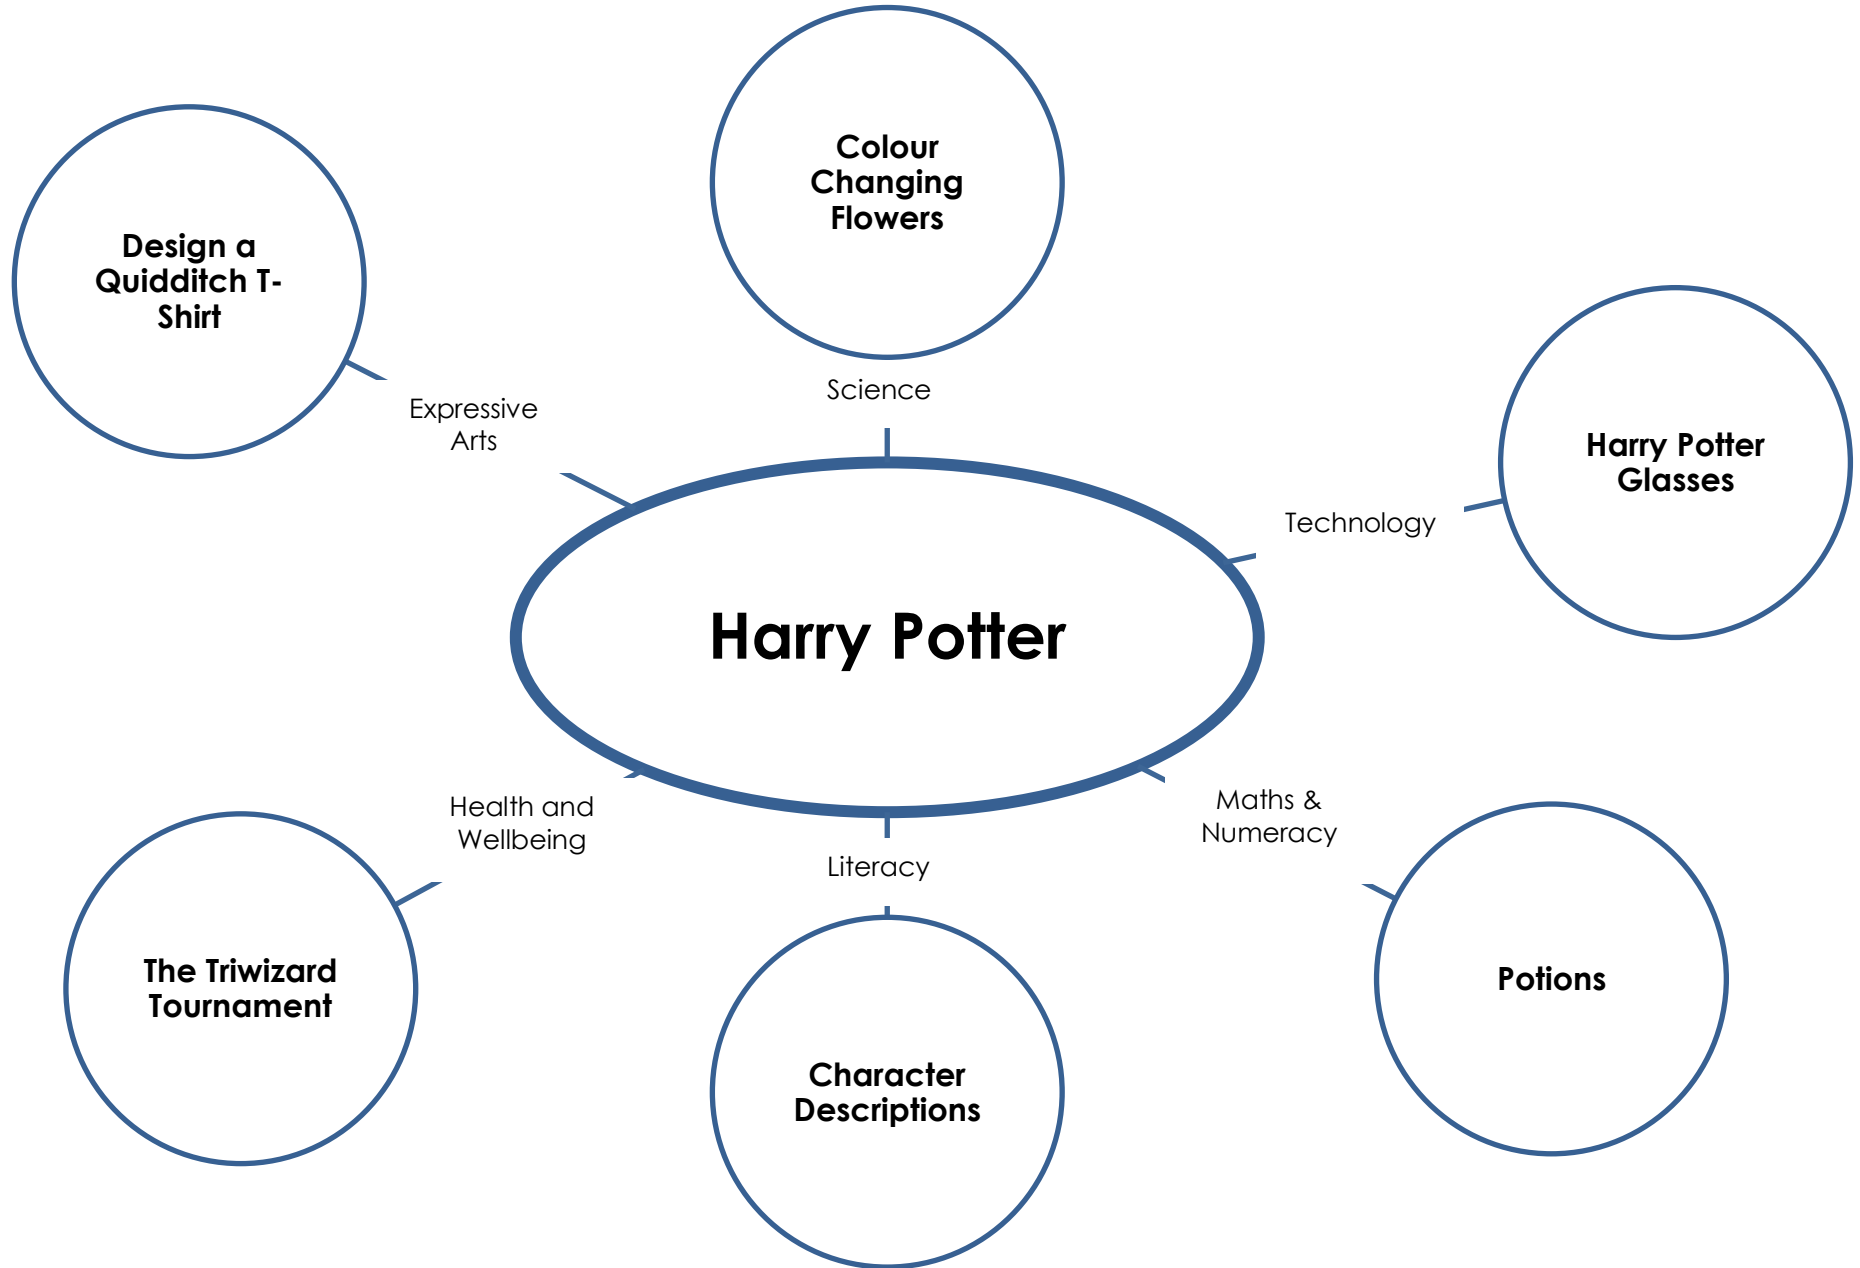 Colour
Changing
Flowers
Design a
Quidditch T-
Shirt
Science
Expressive
Arts
Harry Potter
Glasses
Technology
Harry Potter
Health and
Wellbeing
Maths &
Numeracy
Literacy
The Triwizard
Tournament
Potions
Character
Descriptions